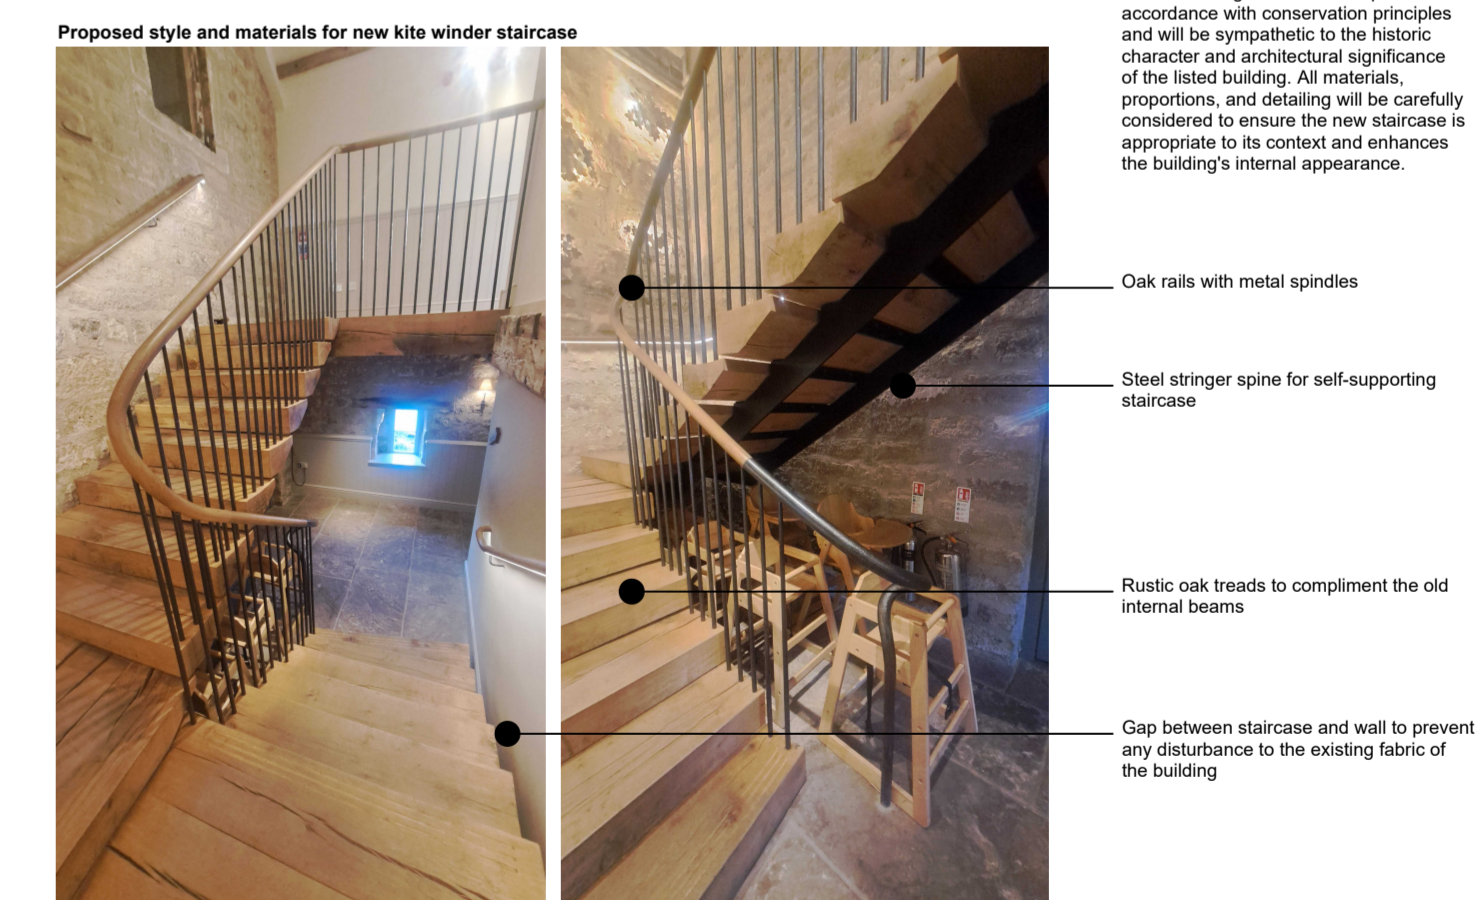 Proposed style and materials for new kite winder staircase
accordance with conservation principles
and will be sympathetic to the historic
character and architectural significance
of the listed building. All materials,
proportions, and detailing will be carefully
considered to ensure the new staircase is
appropriate to its context and enhances
the building's internal appearance.
Oak rails with metal spindles
Steel stringer spine for self-supporting
staircase
Rustic oak treads to compliment the old
internal beams
Gap between staircase and wall to prevent
any disturbance to the existing fabric of
the building